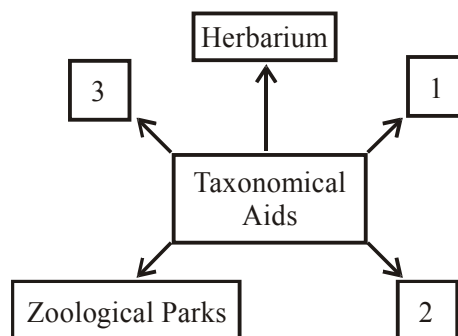 Herbarium
3
1
Taxonomical
Aids
Zoological Parks
2